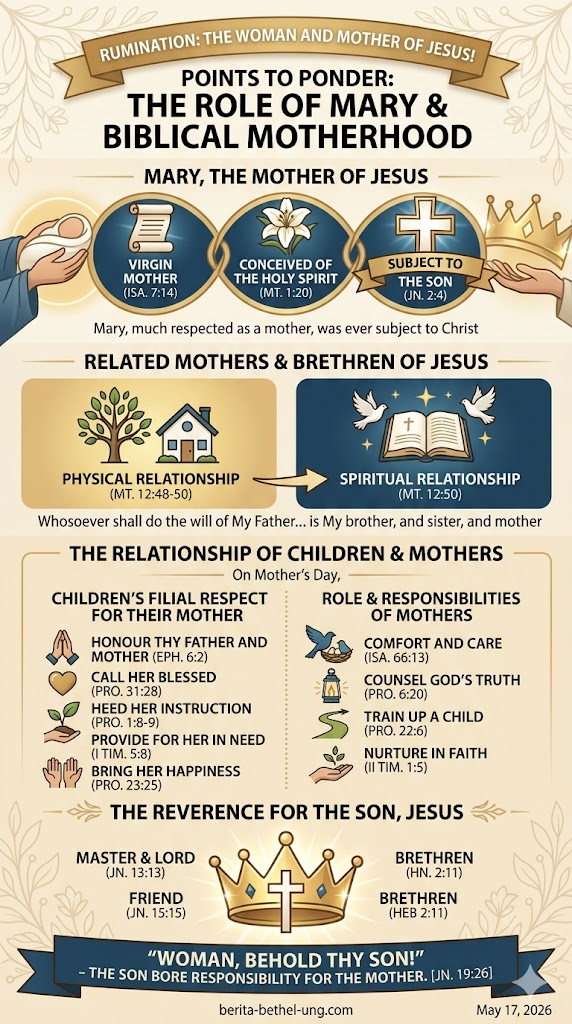 RUMINATION: THE WOMAN AND MOTHER OF JESUS!
POINTS TO PONDER:
THE ROLE OF MARY &
BIBLICAL MOTHERHOOD
MARY, THE MOTHER OF JESUS
VIRGIN
MOTHER
(ISA. 7:14)
CONCEIVED OF
THE HOLY SPIRIT
(MT. 1:20)
SUBJECT TO
THE SON
(JN. 2:4)
Mary, much respected as a mother, was ever subject to Christ
RELATED MOTHERS & BRETHREN OF JESUS
PHYSICAL RELATIONSHIP
(MT. 12:48-50)
SPIRITUAL RELATIONSHIP
(MT. 12:50)
Whosoever shall do the will of My Father... is My brother, and sister, and mother
THE RELATIONSHIP OF CHILDREN & MOTHERS
On Mother's Day,
CHILDREN'S FILIAL RESPECT
FOR THEIR MOTHER
HONOUR THY FATHER AND
MOTHER (EPH. 6:2)
CALL HER BLESSED
(PRO. 31:28)
HEED HER INSTRUCTION
(PRO. 1:8-9)
PROVIDE FOR HER IN NEED
(I TIM. 5:8)
BRING HER HAPPINESS
(PRO. 23:25)
ROLE & RESPONSIBILITIES
OF MOTHERS
COMFORT AND CARE
(ISA. 66:13)
COUNSEL GOD'S TRUTH
(PRO. 6:20)
TRAIN UP A CHILD
(PRO. 22:6)
NURTURE IN FAITH
(II TIM. 1:5)
THE REVERENCE FOR THE SON, JESUS
MASTER & LORD
(JN. 13:13)
BRETHREN
(HN. 2:11)
FRIEND
(JN. 15:15)
BRETHREN
(HEB 2:11)
"WOMAN, BEHOLD THY SON!"
– THE SON BORE RESPONSIBILITY FOR THE MOTHER. [JN. 19:26]
berita-bethel-ung.com
May 17, 2026